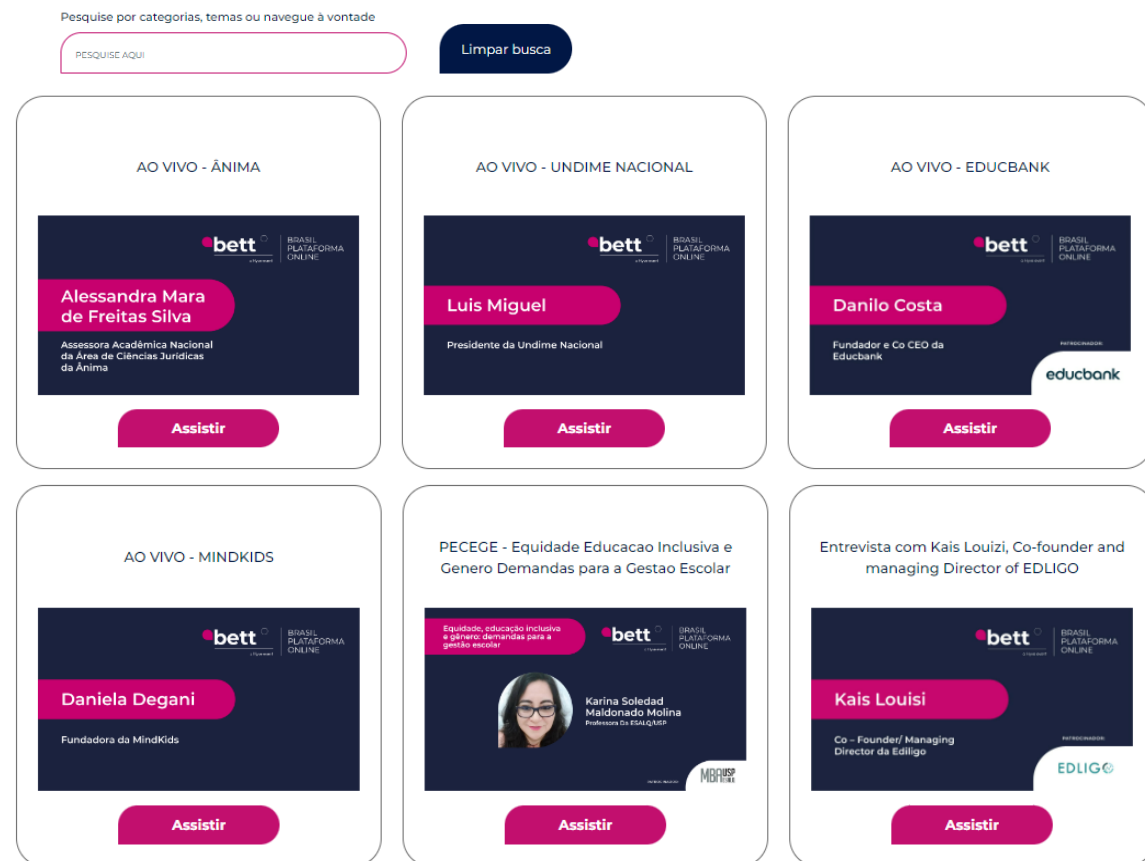 Pesquise por categorias, temas ou navegue à vontade
PESQUISE AQUI
Limpar busca
AO VIVO - ÂNIMA
bett
BRASIL
PLATAFORMA
ONLINE
Alessandra Mara
de Freitas Silva
Assessora Acadêmica Nacional
da Área de Ciências Jurídicas
da Ânima
Assistir
AO VIVO - UNDIME NACIONAL
bett
BRASIL
PLATAFORMA
ONLINE
Luis Miguel
Presidente da Undime Nacional
Assistir
AO VIVO - EDUCBANK
bett
BRASIL
PLATAFORMA
ONLINE
Danilo Costa
Fundador e Co CEO da
Educbank
PATROCINADOR:
educbank
Assistir
AO VIVO - MINDKIDS
bett
BRASIL
PLATAFORMA
ONLINE
Daniela Degani
Fundadora da MindKids
Assistir
PECEGE - Equidade Educacao Inclusiva e
Genero Demandas para a Gestao Escolar
Equidade, educação inclusiva
e gênero: demandas para a
gestão escolar
bett
BRASIL
PLATAFORMA
ONLINE
Karina Soledad
Maldonado Molina
Professora Da ESALQ/USP
MBAUSP
Assistir
Entrevista com Kais Louizi, Co-founder and
managing Director of EDLIGO
bett
BRASIL
PLATAFORMA
ONLINE
Kais Louisi
Co – Founder/ Managing
Director da Ediligo
PATROCINADOR:
EDLIGO
Assistir